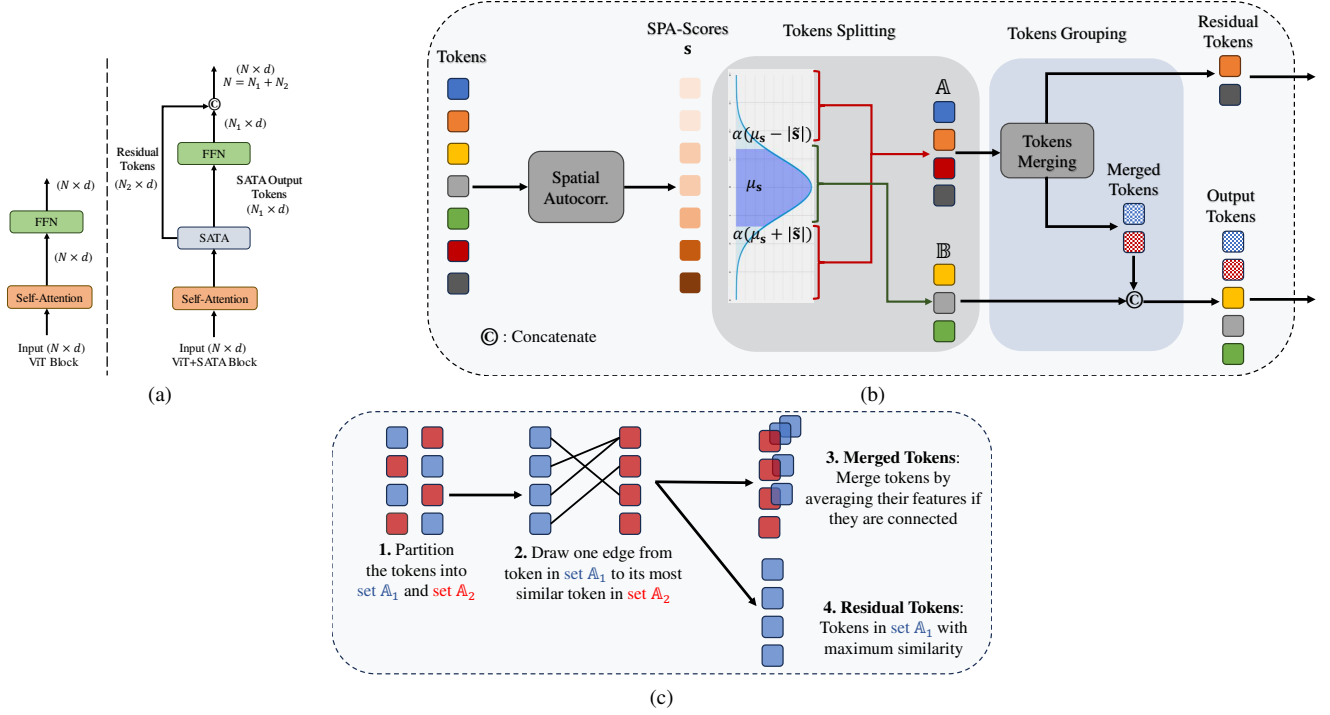 (N × d)
FFN
(N × d)
Self-Attention
Input (N × d)
ViT Block
(N × d)
N = N₁ + N₂
©
(N₁ × d)
Residual
Tokens
(N₂ × d)
FFN
SATA Output
Tokens
(N₁ × d)
SATA
Self-Attention
Input (N × d)
ViT+SATA Block
(a)
Tokens
Spatial
Autocorr.
SPA-Scores
s
Tokens Splitting
α(μₛ − |s̃|)
μₛ
α(μₛ + |s̃|)
𝔸
𝔹
Tokens Grouping
Tokens
Merging
Merged
Tokens
©
Residual
Tokens
Output
Tokens
© : Concatenate
(b)
1. Partition
the tokens into
set 𝔸₁ and set 𝔸₂
2. Draw one edge from
token in set 𝔸₁ to its most
similar token in set 𝔸₂
3. Merged Tokens:
Merge tokens by
averaging their features if
they are connected
4. Residual Tokens:
Tokens in set 𝔸₁ with
maximum similarity
(c)